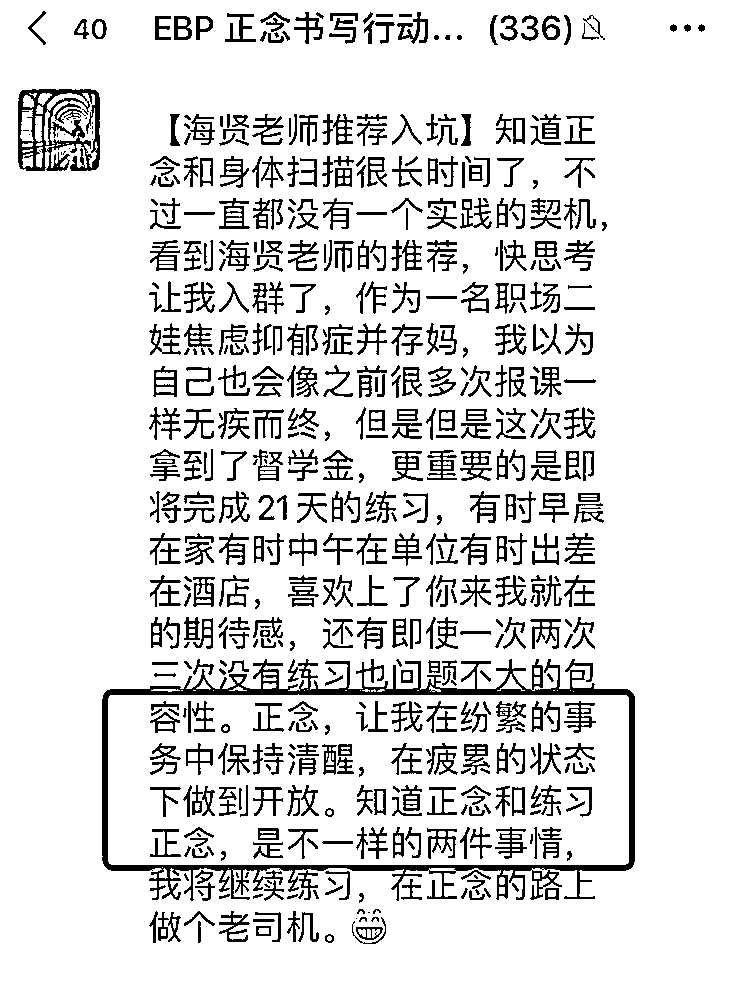 40 EBP 正念书写行动... (336)
【海贤老师推荐入坑】知道正
念和身体扫描很长时间了，不
过一直都没有一个实践的契机，
看到海贤老师的推荐，快思考
让我入群了，作为一名职场二
娃焦虑抑郁症并存妈，我以为
自己也会像之前很多次报课一
样无疾而终，但是但是这次我
拿到了督学金，更重要的是即
将完成21天的练习，有时早晨
在家有时中午在单位有时出差
在酒店，喜欢上了你来我就在
的期待感，还有即使一次两次
三次没有练习也问题不大的包
容性。正念，让我在纷繁的事
务中保持清醒，在疲累的状态
下做到开放。知道正念和练习
正念，是不一样的两件事情，
我将继续练习，在正念的路上
做个老司机。😁